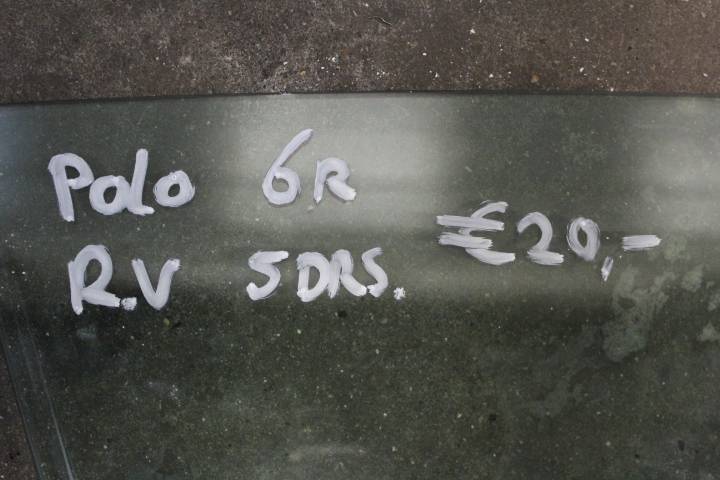 Polo 6R
R.V 5DRS.
€20,-